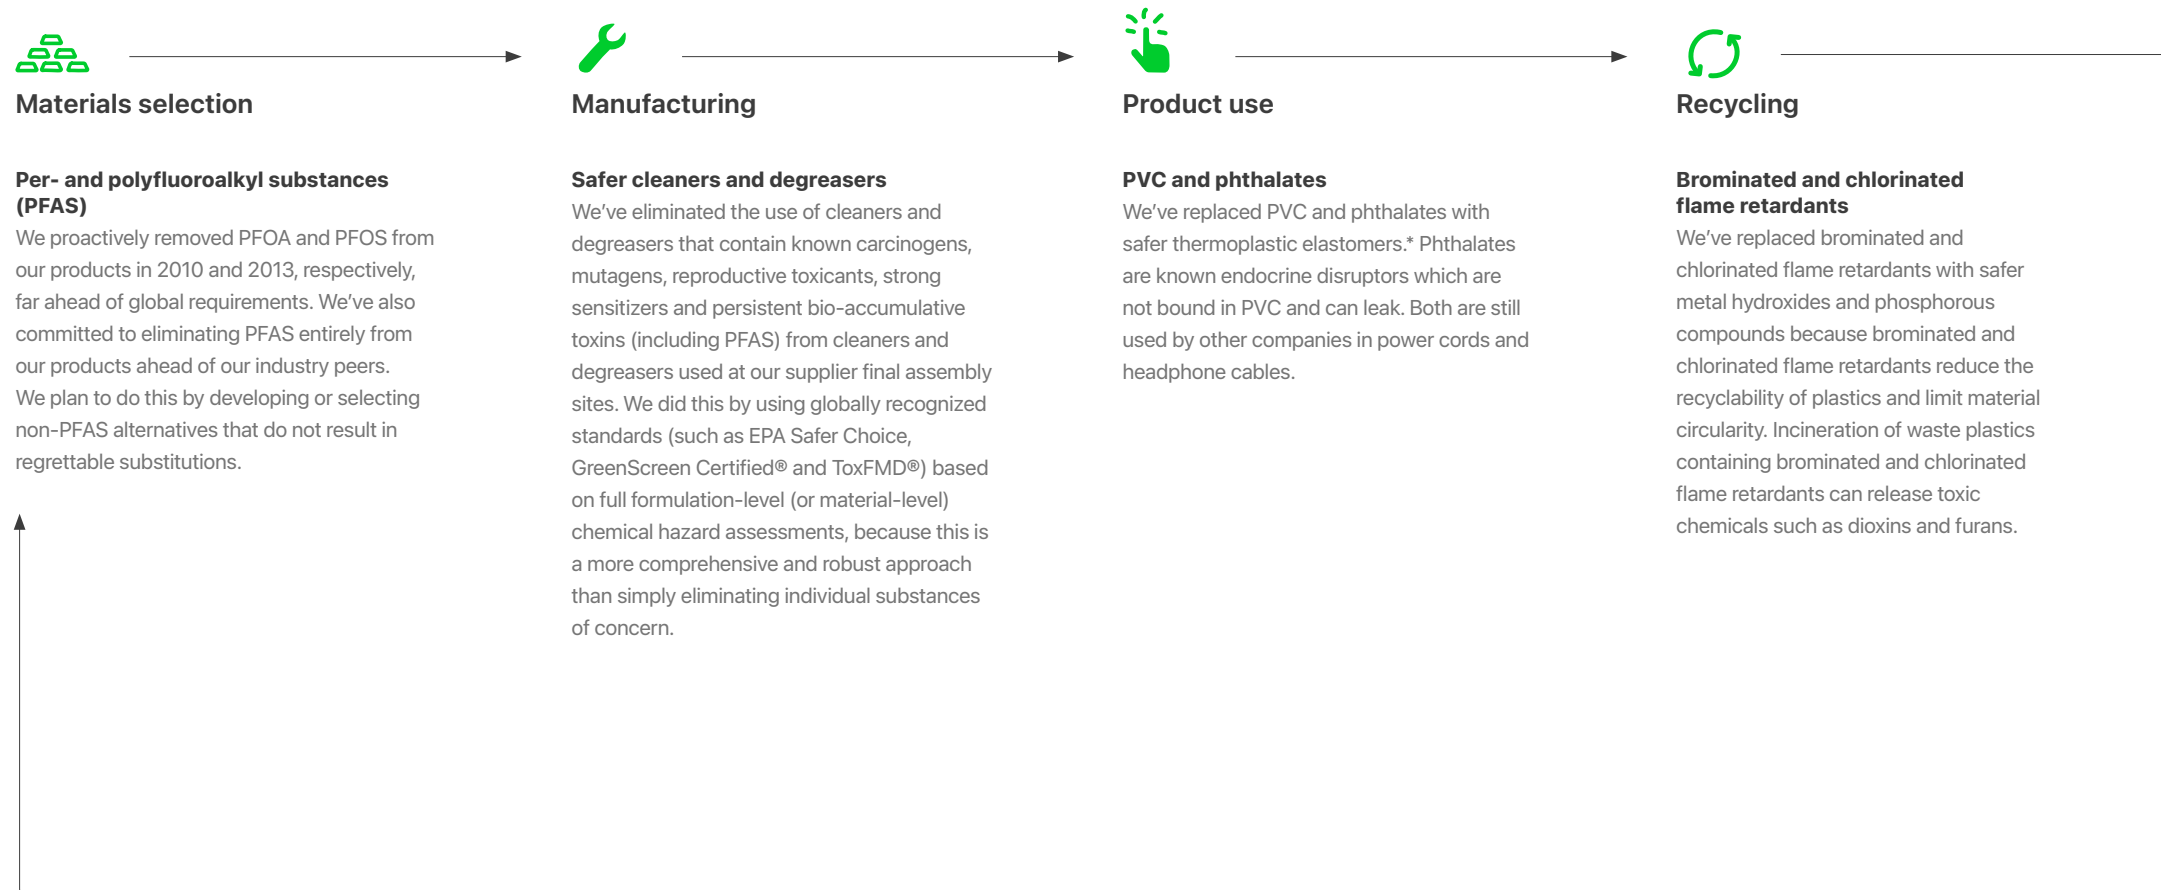 Materials selection
Per- and polyfluoroalkyl substances
(PFAS)
We proactively removed PFOA and PFOS from
our products in 2010 and 2013, respectively,
far ahead of global requirements. We’ve also
committed to eliminating PFAS entirely from
our products ahead of our industry peers.
We plan to do this by developing or selecting
non-PFAS alternatives that do not result in
regrettable substitutions.
Manufacturing
Safer cleaners and degreasers
We’ve eliminated the use of cleaners and
degreasers that contain known carcinogens,
mutagens, reproductive toxicants, strong
sensitizers and persistent bio-accumulative
toxins (including PFAS) from cleaners and
degreasers used at our supplier final assembly
sites. We did this by using globally recognized
standards (such as EPA Safer Choice,
GreenScreen Certified® and ToxFMD®) based
on full formulation-level (or material-level)
chemical hazard assessments, because this is
a more comprehensive and robust approach
than simply eliminating individual substances
of concern.
Product use
PVC and phthalates
We’ve replaced PVC and phthalates with
safer thermoplastic elastomers.* Phthalates
are known endocrine disruptors which are
not bound in PVC and can leak. Both are still
used by other companies in power cords and
headphone cables.
Recycling
Brominated and chlorinated
flame retardants
We’ve replaced brominated and
chlorinated flame retardants with safer
metal hydroxides and phosphorous
compounds because brominated and
chlorinated flame retardants reduce the
recyclability of plastics and limit material
circularity. Incineration of waste plastics
containing brominated and chlorinated
flame retardants can release toxic
chemicals such as dioxins and furans.